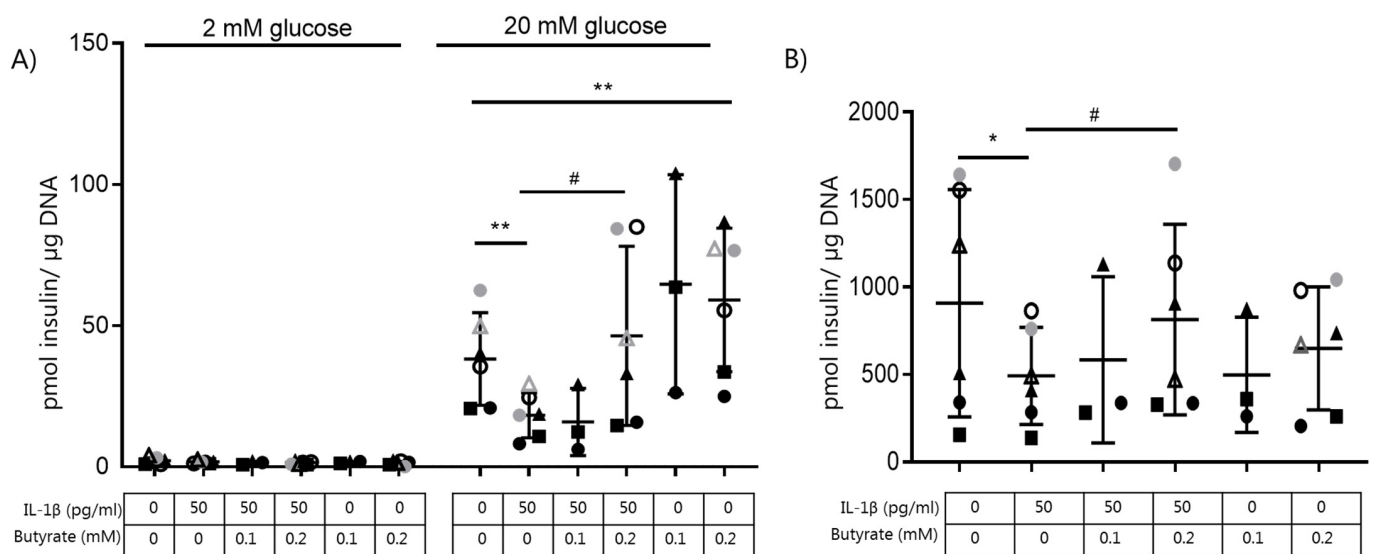 A)
2 mM glucose
20 mM glucose
pmol insulin/ µg DNA
150
100
50
0
**
#
**
IL-1β (pg/ml) 0 50 50 50 0 0 0 50 50 50 0 0
Butyrate (mM) 0 0 0.1 0.2 0.1 0.2 0 0 0.1 0.2 0.1 0.2
B)
pmol insulin/ µg DNA
2000
1500
1000
500
0
*
#
IL-1β (pg/ml) 0 50 50 50 0 0
Butyrate (mM) 0 0 0.1 0.2 0.1 0.2